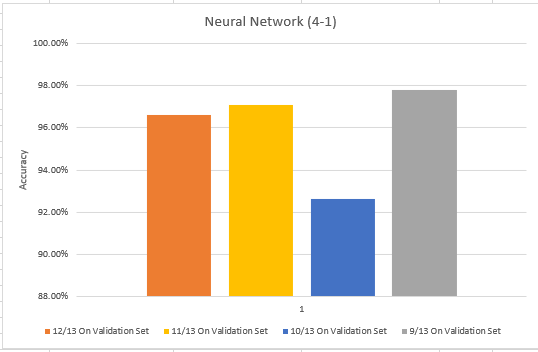 Neural Network (4-1)
100.00%
98.00%
96.00%
94.00%
92.00%
90.00%
88.00%
Accuracy
1
12/13 On Validation Set 11/13 On Validation Set 10/13 On Validation Set 9/13 On Validation Set